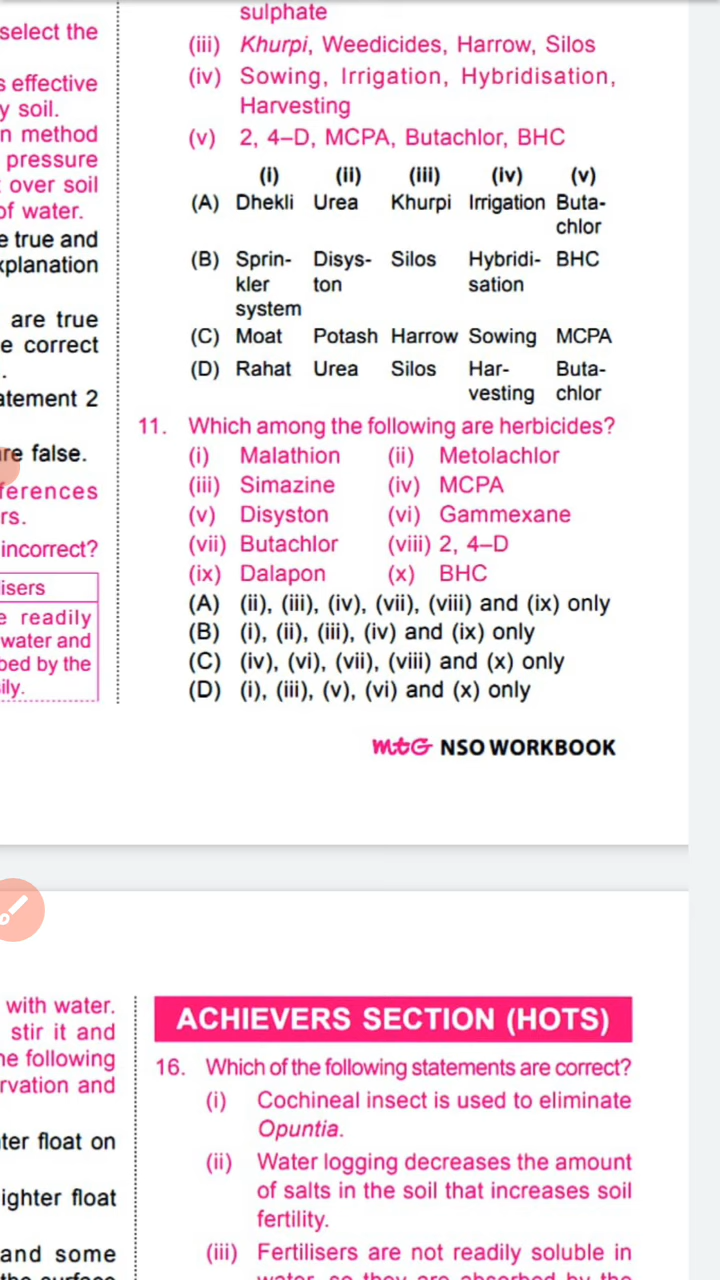 select the
s effective
y soil.
n method
pressure
over soil
of water.
e true and
xplanation
are true
e correct
.
atement 2
re false.
ferences
rs.
incorrect?
isers
e readily
water and
bed by the
ily.
sulphate
(iii) Khurpi, Weedicides, Harrow, Silos
(iv) Sowing, Irrigation, Hybridisation,
Harvesting
(v) 2, 4–D, MCPA, Butachlor, BHC
(i) (ii) (iii) (iv) (v)
(A) Dhekli Urea Khurpi Irrigation Buta-
chlor
(B) Sprin- Disys- Silos Hybridi- BHC
kler ton sation
system
(C) Moat Potash Harrow Sowing MCPA
(D) Rahat Urea Silos Har- Buta-
vesting chlor
11. Which among the following are herbicides?
(i) Malathion (ii) Metolachlor
(iii) Simazine (iv) MCPA
(v) Disyston (vi) Gammexane
(vii) Butachlor (viii) 2, 4–D
(ix) Dalapon (x) BHC
(A) (ii), (iii), (iv), (vii), (viii) and (ix) only
(B) (i), (ii), (iii), (iv) and (ix) only
(C) (iv), (vi), (vii), (viii) and (x) only
(D) (i), (iii), (v), (vi) and (x) only
mtG NSO WORKBOOK
with water.
stir it and
he following
rvation and
ter float on
ighter float
and some
the surface
ACHIEVERS SECTION (HOTS)
16. Which of the following statements are correct?
(i) Cochineal insect is used to eliminate
Opuntia.
(ii) Water logging decreases the amount
of salts in the soil that increases soil
fertility.
(iii) Fertilisers are not readily soluble in
water, so they are absorbed by the